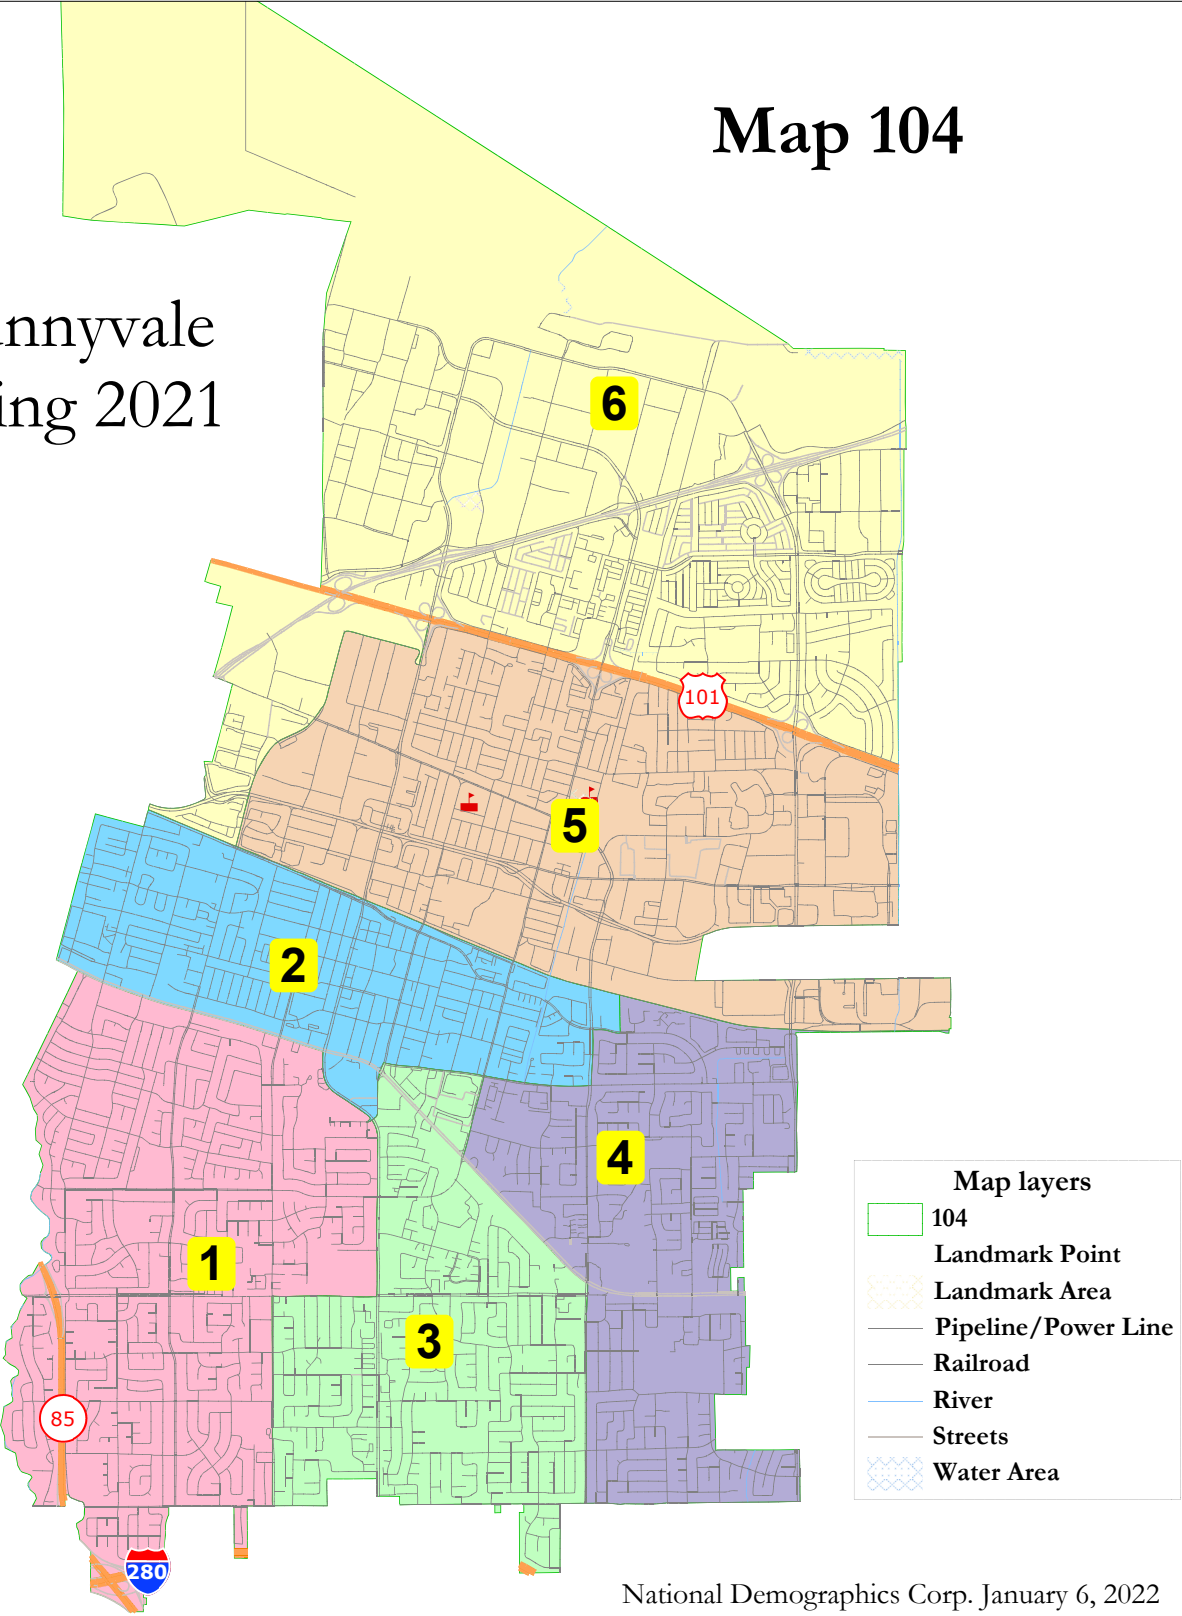 Map 104
nnyvale
ing 2021
6
101
5
2
4
1
3
85
280
Map layers
104
Landmark Point
Landmark Area
Pipeline/Power Line
Railroad
River
Streets
Water Area
National Demographics Corp. January 6, 2022